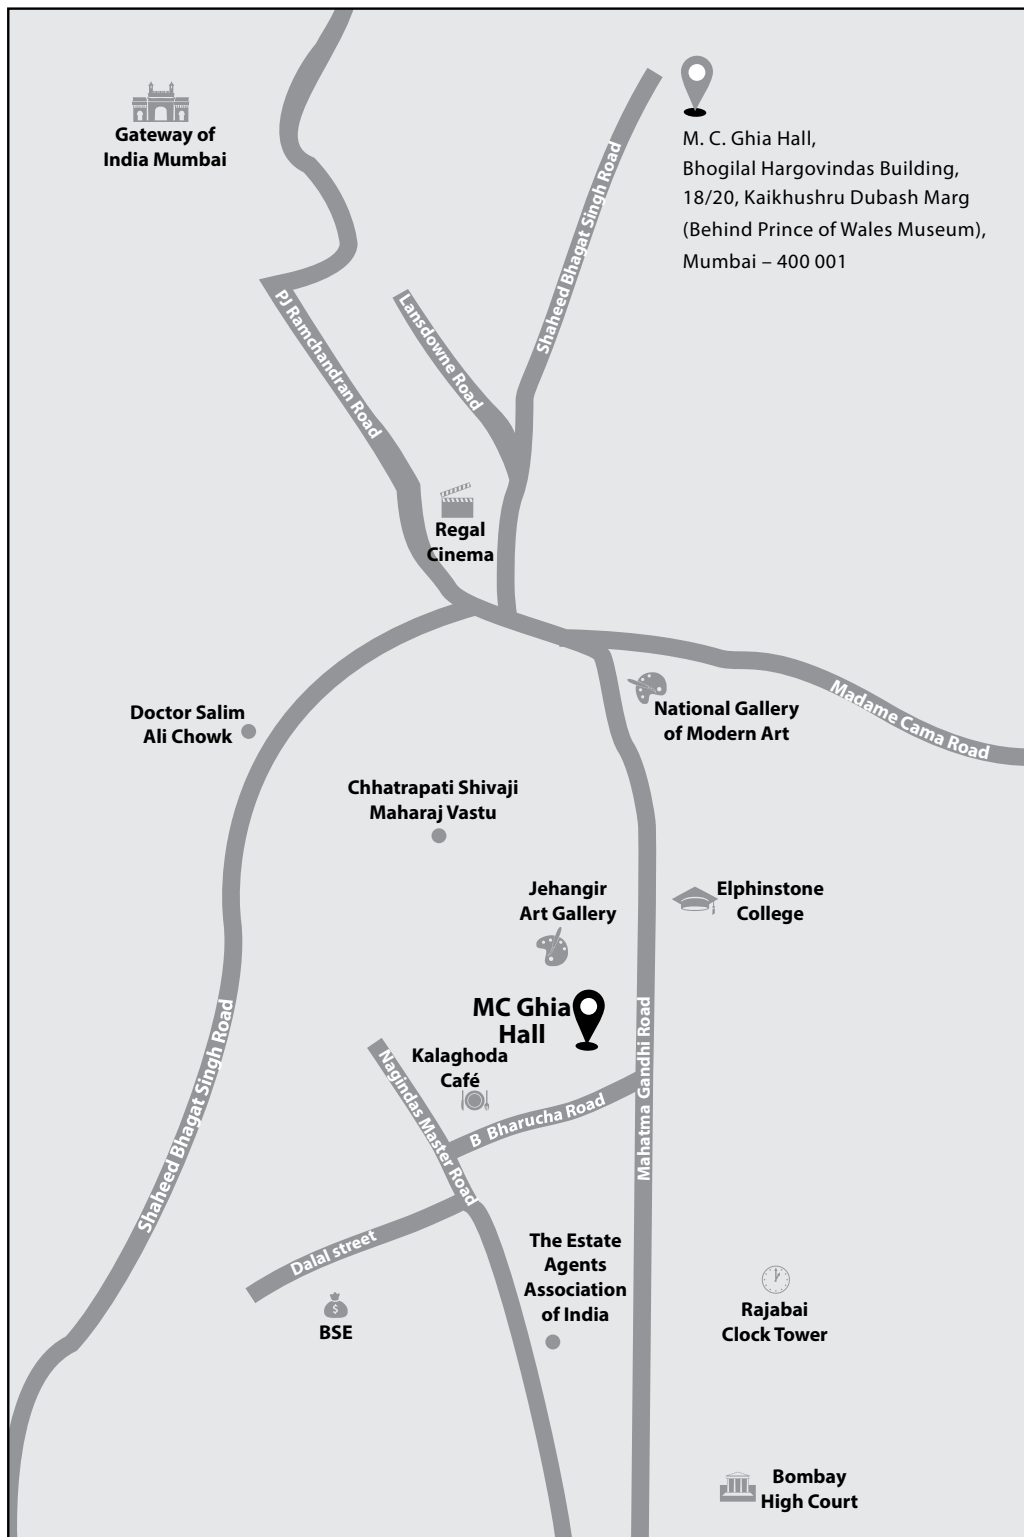 Gateway of
India Mumbai
M. C. Ghia Hall,
Bhogilal Hargovindas Building,
18/20, Kaikhushru Dubash Marg
(Behind Prince of Wales Museum),
Mumbai – 400 001
Shaheed Bhagat Singh Road
PJ Ramchandran Road
Lansdowne Road
Regal
Cinema
Madame Cama Road
National Gallery
of Modern Art
Doctor Salim
Ali Chowk
Chhatrapati Shivaji
Maharaj Vastu
Jehangir
Art Gallery
Elphinstone
College
MC Ghia
Hall
Kalaghoda
Café
Mahatma Gandhi Road
Shaheed Bhagat Singh Road
Nagindas Master Road
B Bharucha Road
Dalal street
$
BSE
The Estate
Agents
Association
of India
Rajabai
Clock Tower
Bombay
High Court